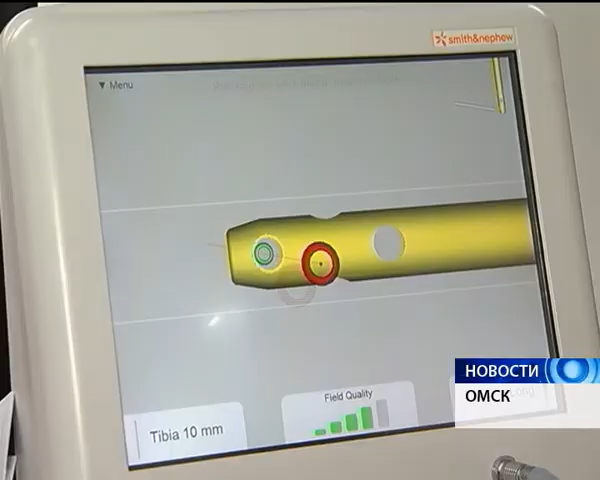 smith&nephew
▼ Menu
Field Quality
Tibia 10 mm
НОВОСТИ
ОМСК